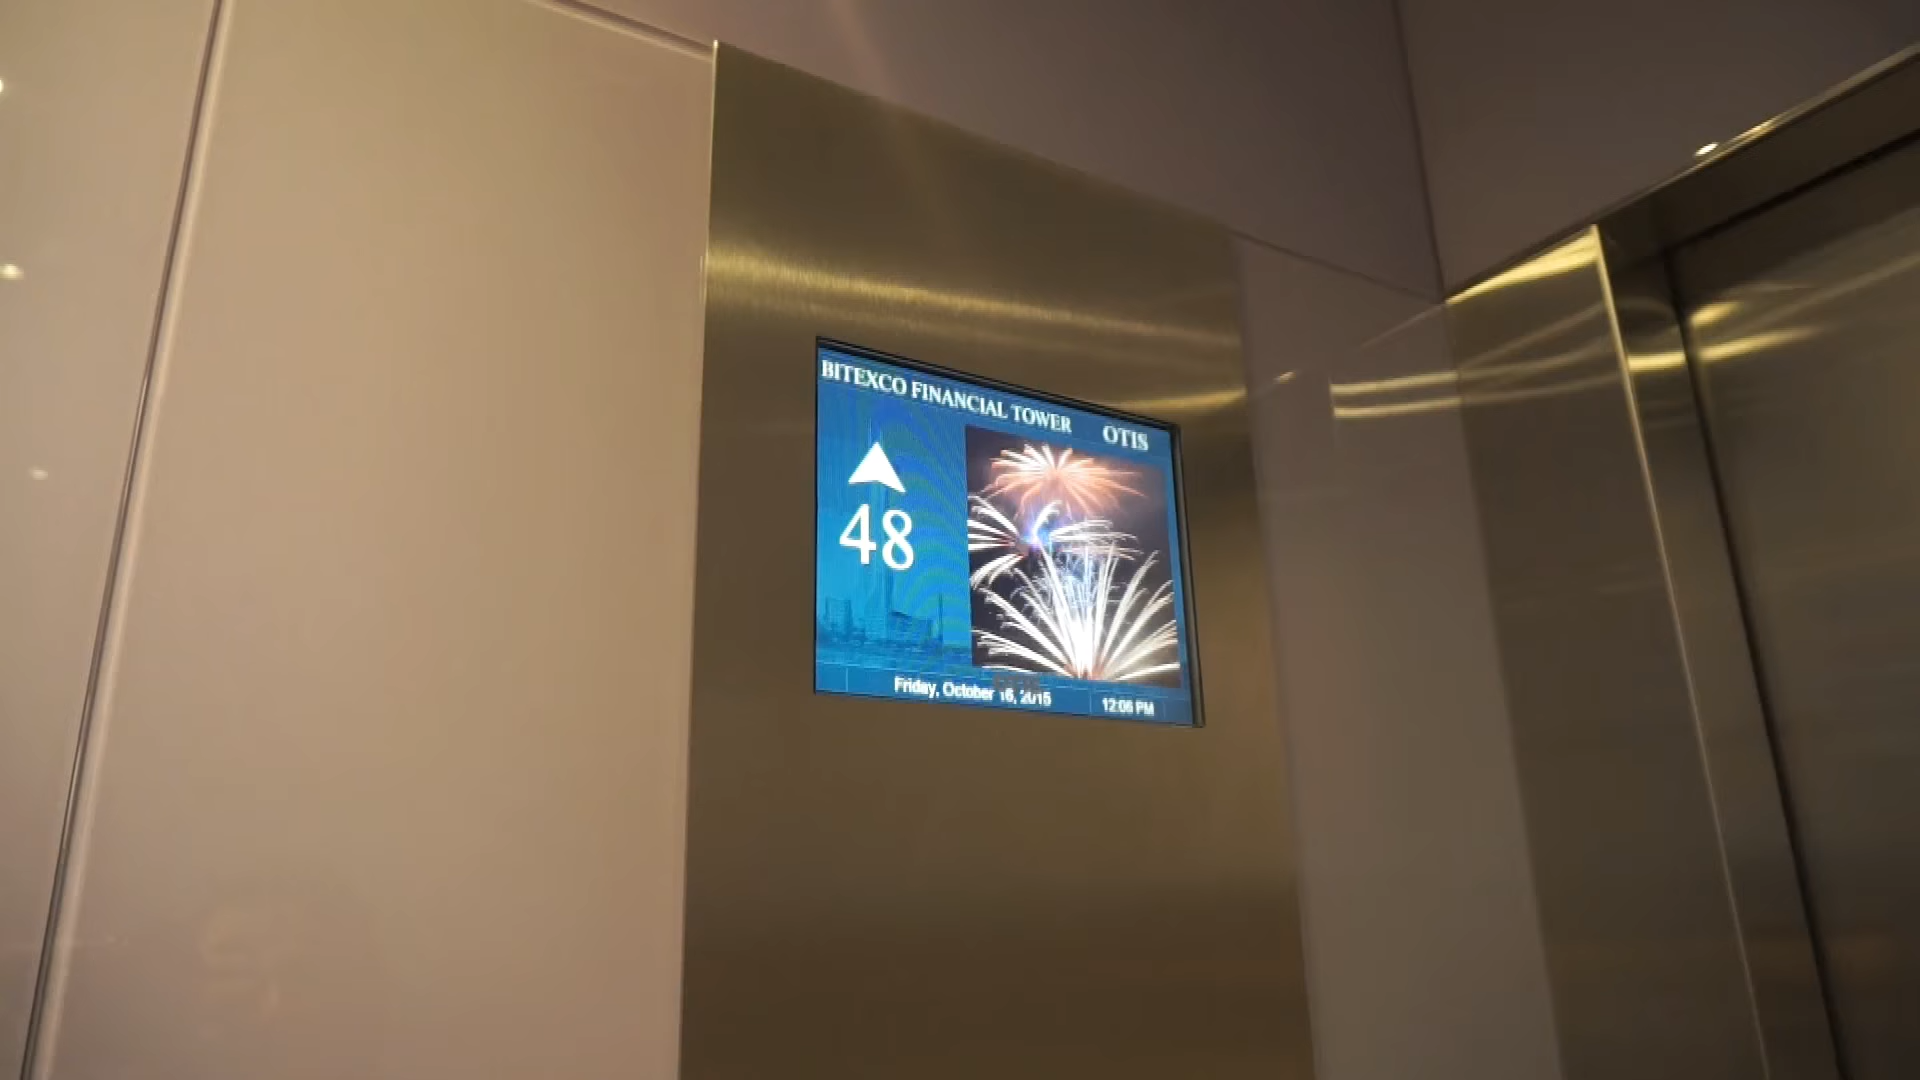 BITEXCO FINANCIAL TOWER OTIS
48
Friday, October 16, 2015 12:06 PM